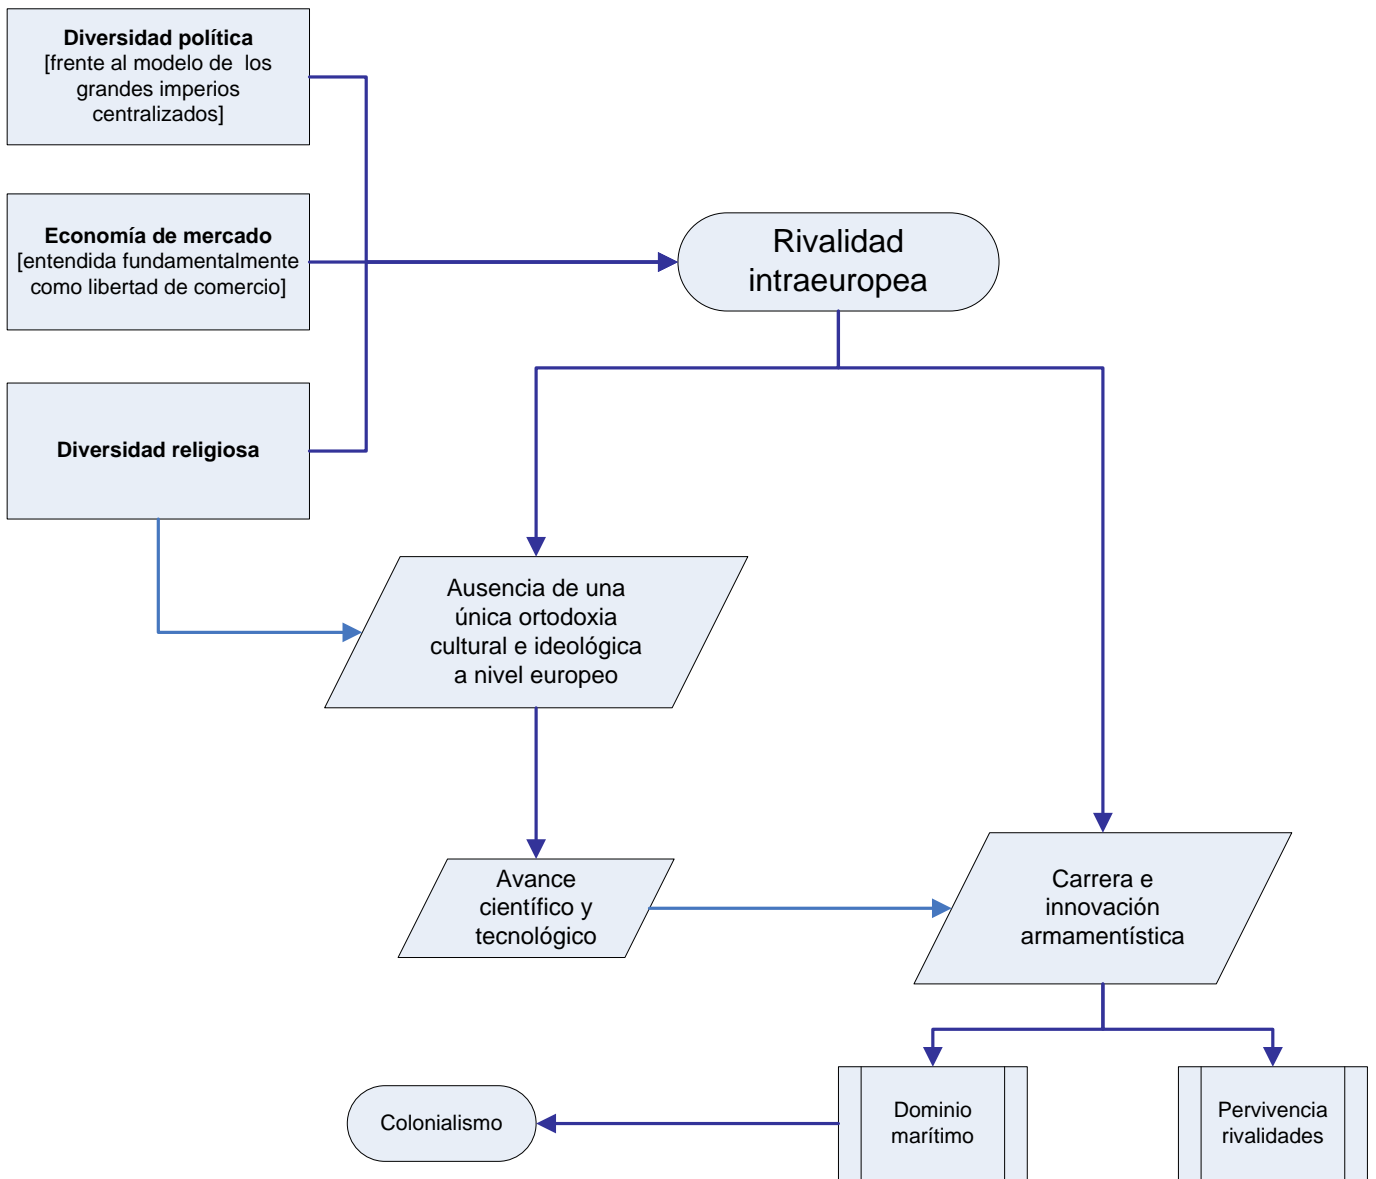 Diversidad política
[frente al modelo de los
grandes imperios
centralizados]
Economía de mercado
[entendida fundamentalmente
como libertad de comercio]
Rivalidad
intraeuropea
Diversidad religiosa
Ausencia de una
única ortodoxia
cultural e ideológica
a nivel europeo
Avance
científico y
tecnológico
Carrera e
innovación
armamentística
Colonialismo
Dominio
marítimo
Pervivencia
rivalidades